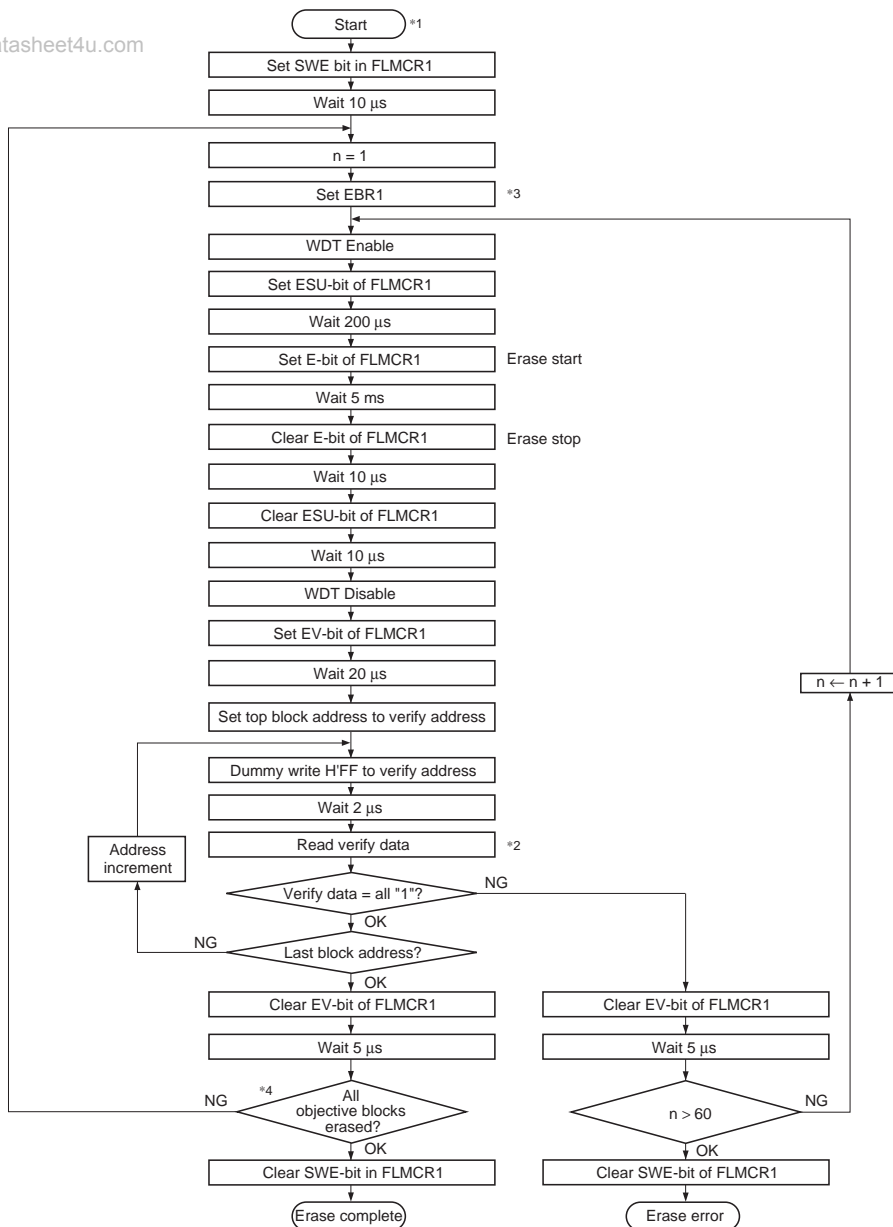 atasheet4u.com
Start *1
Set SWE bit in FLMCR1
Wait 10 μs
n = 1
Set EBR1 *3
WDT Enable
Set ESU-bit of FLMCR1
Wait 200 μs
Set E-bit of FLMCR1 Erase start
Wait 5 ms
Clear E-bit of FLMCR1 Erase stop
Wait 10 μs
Clear ESU-bit of FLMCR1
Wait 10 μs
WDT Disable
Set EV-bit of FLMCR1
Wait 20 μs
n ← n + 1
Set top block address to verify address
Dummy write H'FF to verify address
Wait 2 μs
Read verify data *2
Address
increment
Verify data = all "1"? NG
OK
NG Last block address?
OK
Clear EV-bit of FLMCR1 Clear EV-bit of FLMCR1
Wait 5 μs Wait 5 μs
NG *4 All
objective blocks
erased?
n > 60 NG
OK OK
Clear SWE-bit in FLMCR1 Clear SWE-bit of FLMCR1
Erase complete Erase error